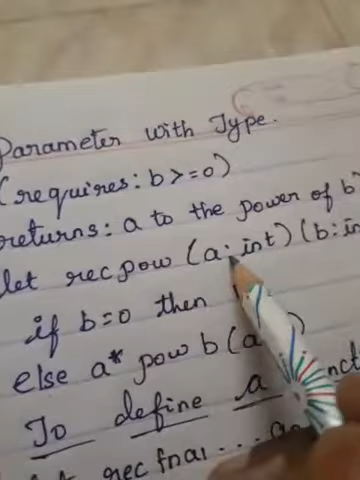 Parameter with Type.
(requires: b>=0)
returns: a to the power of b
let rec pow (a: int) (b: in
if b=0 then
else a* pow b (a )
To define a
rec fnai...